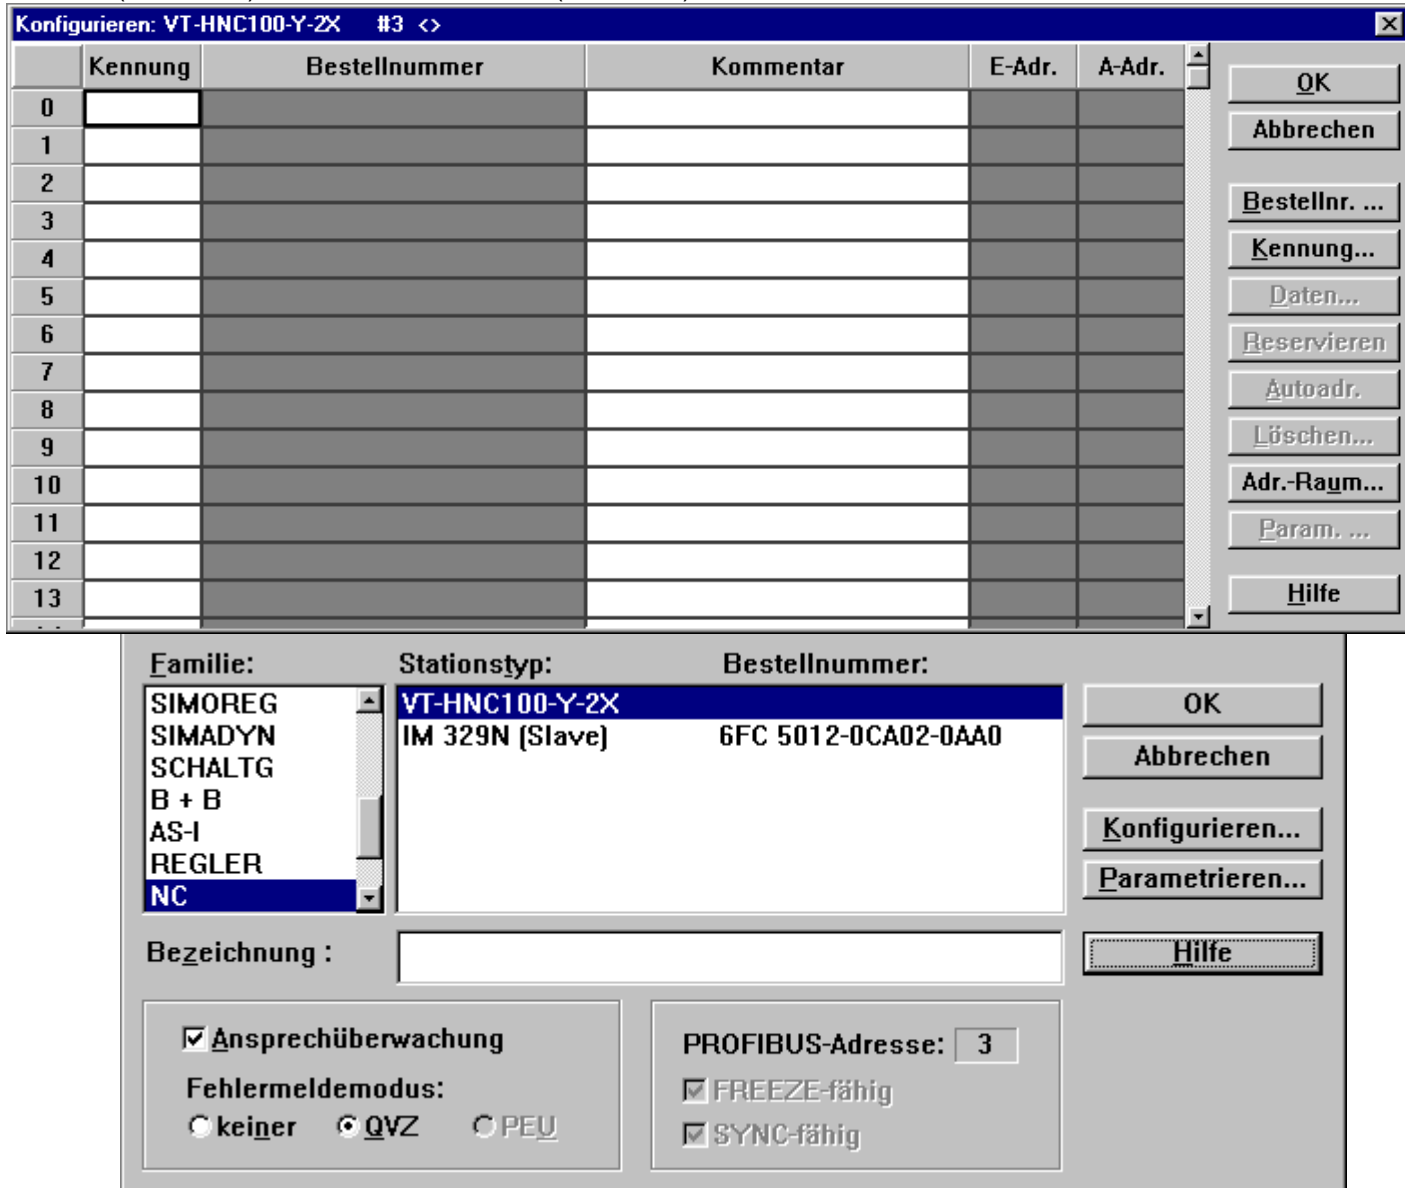 Konfigurieren: VT-HNC100-Y-2X #3 <>
Kennung Bestellnummer Kommentar E-Adr. A-Adr.
0
1
2
3
4
5
6
7
8
9
10
11
12
13
OK
Abbrechen
Bestellnr. ...
Kennung...
Daten...
Reservieren
Autoadr.
Löschen...
Adr.-Raum...
Param. ...
Hilfe
Familie: Stationstyp: Bestellnummer:
SIMOREG
SIMADYN
SCHALTG
B + B
AS-I
REGLER
NC
VT-HNC100-Y-2X
IM 329N (Slave) 6FC 5012-0CA02-0AA0
OK
Abbrechen
Konfigurieren...
Parametrieren...
Hilfe
Bezeichnung :
Ansprechüberwachung
Fehlermeldemodus:
keiner QVZ PEU
PROFIBUS-Adresse: 3
FREEZE-fähig
SYNC-fähig